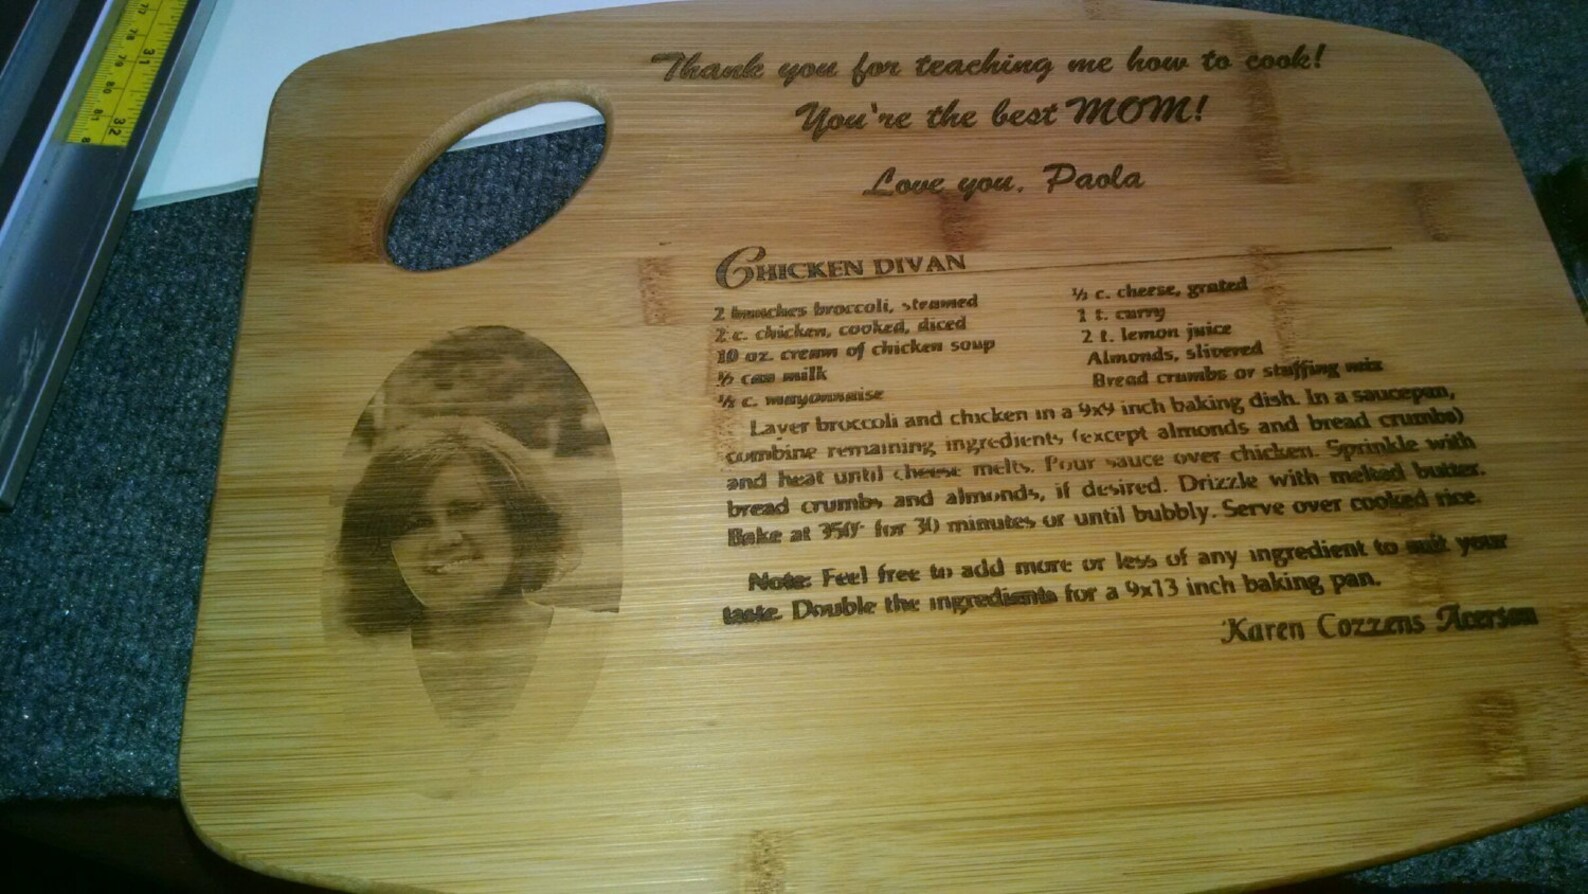 Thank you for teaching me how to cook!
You're the best MOM!
Love you, Paola
CHICKEN DIVAN
2 bunches broccoli, steamed
2 c. chicken, cooked, diced
10 oz. cream of chicken soup
½ can milk
½ c. mayonnaise
½ c. cheese, grated
1 t. curry
2 t. lemon juice
Almonds, slivered
Bread crumbs or stuffing mix
Layer broccoli and chicken in a 9x9 inch baking dish. In a saucepan,
combine remaining ingredients (except almonds and bread crumbs)
and heat until cheese melts. Pour sauce over chicken. Sprinkle with
bread crumbs and almonds, if desired. Drizzle with melted butter.
Bake at 350° for 30 minutes or until bubbly. Serve over cooked rice.
Note: Feel free to add more or less of any ingredient to suit your
taste. Double the ingredients for a 9x13 inch baking pan.
Karen Cozzens Acerson
31
32